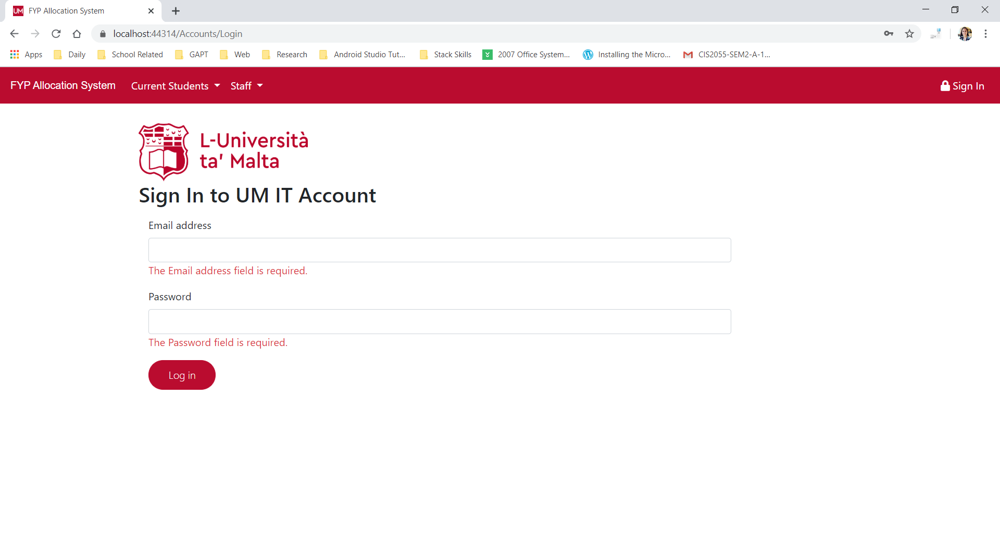 UM FYP Allocation System
localhost:44314/Accounts/Login
Apps Daily School Related GAPT Web Research Android Studio Tut... Stack Skills 2007 Office System... Installing the Micro... CIS2055-SEM2-A-1...
FYP Allocation System Current Students Staff Sign In
L-Università
ta' Malta
Sign In to UM IT Account
Email address
The Email address field is required.
Password
The Password field is required.
Log in